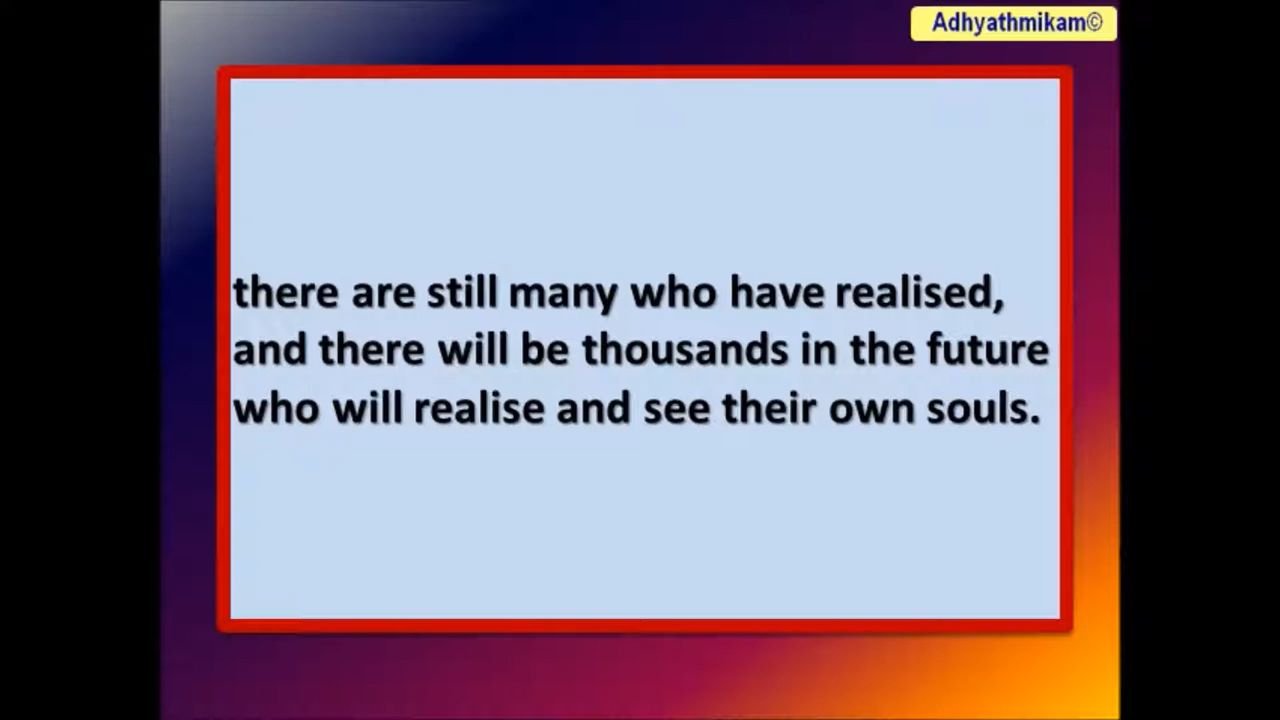 Adhyathmikam©
there are still many who have realised,
and there will be thousands in the future
who will realise and see their own souls.